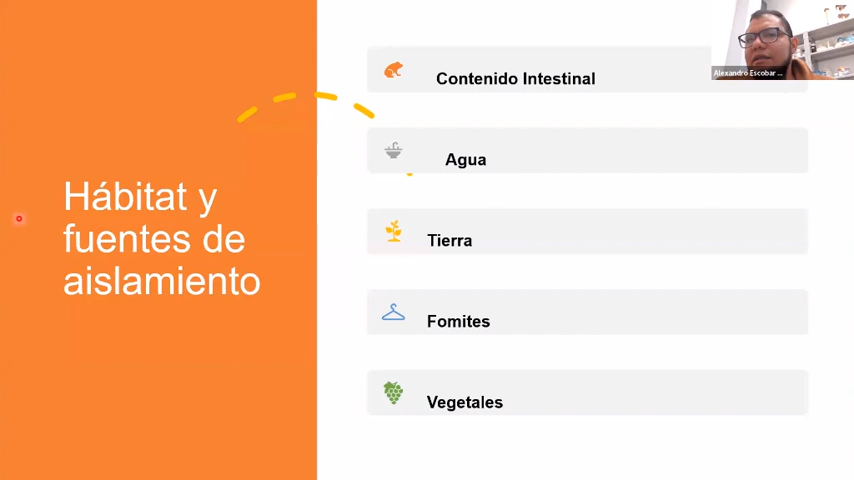 Alexandro Escobar ...
Contenido Intestinal
Agua
Hábitat y
fuentes de
aislamiento
Tierra
Fomites
Vegetales